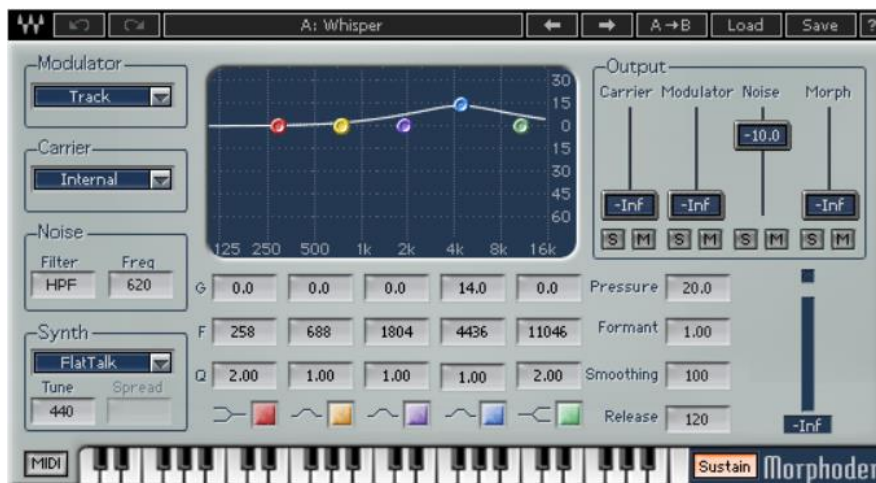 A: Whisper A→B Load Save ?
Modulator
Track
Carrier
Internal
Noise
Filter Freq
HPF 620
Synth
FlatTalk
Tune Spread
440
30
15
0
15
30
45
60
125 250 500 1k 2k 4k 8k 16k
G 0.0 0.0 0.0 14.0 0.0
F 258 688 1804 4436 11046
Q 2.00 1.00 1.00 1.00 2.00
Output
Carrier Modulator Noise Morph
-10.0
-Inf -Inf -Inf
S M S M S M S M
Pressure 20.0
Formant 1.00
Smoothing 100
Release 120
-Inf
MIDI Sustain Morphoder